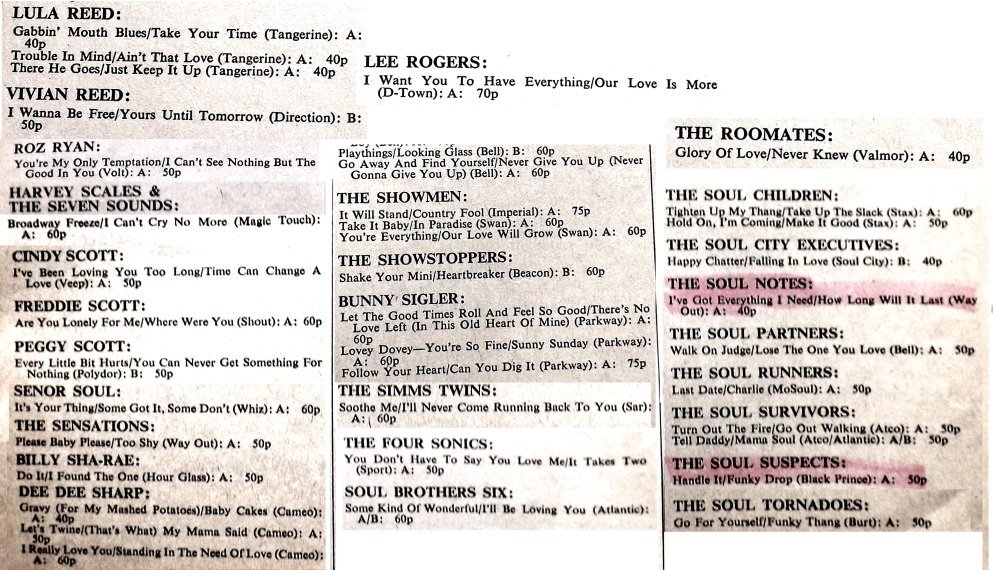 LULA REED:
Gabbin' Mouth Blues/Take Your Time (Tangerine): A:
40p
Trouble In Mind/Ain't That Love (Tangerine): A: 40p
There He Goes/Just Keep It Up (Tangerine): A: 40p
VIVIAN REED:
I Wanna Be Free/Yours Until Tomorrow (Direction): B:
50p
ROZ RYAN:
You're My Only Temptation/I Can't See Nothing But The
Good In You (Volt): A: 50p
HARVEY SCALES &
THE SEVEN SOUNDS:
Broadway Freeze/I Can't Cry No More (Magic Touch):
A: 60p
CINDY SCOTT:
I've Been Loving You Too Long/Time Can Change A
Love (Veep): A: 50p
FREDDIE SCOTT:
Are You Lonely For Me/Where Were You (Shout): A: 60p
PEGGY SCOTT:
Every Little Bit Hurts/You Can Never Get Something For
Nothing (Polydor): B: 50p
SENOR SOUL:
It's Your Thing/Some Got It, Some Don't (Whiz): A: 60p
THE SENSATIONS:
Please Baby Please/Too Shy (Way Out): A: 50p
BILLY SHA-RAE:
Do It/I Found The One (Hour Glass): A: 50p
DEE DEE SHARP:
Gravy (For My Mashed Potatoes)/Baby Cakes (Cameo):
A: 40p
Let's Twine/(That's What) My Mama Said (Cameo): A:
50p
I Really Love You/Standing In The Need Of Love (Cameo):
A: 60p
LEE ROGERS:
I Want You To Have Everything/Our Love Is More
(D-Town): A: 70p
Playthings/Looking Glass (Bell): B: 60p
Go Away And Find Yourself/Never Give You Up (Never
Gonna Give You Up) (Bell): A: 60p
THE SHOWMEN:
It Will Stand/Country Fool (Imperial): A: 75p
Take It Baby/In Paradise (Swan): A: 60p
You're Everything/Our Love Will Grow (Swan): A: 60p
THE SHOWSTOPPERS:
Shake Your Mini/Heartbreaker (Beacon): B: 60p
BUNNY SIGLER:
Let The Good Times Roll And Feel So Good/There's No
Love Left (In This Old Heart Of Mine) (Parkway): A:
60p
Lovey Dovey—You're So Fine/Sunny Sunday (Parkway):
A: 60p
Follow Your Heart/Can You Dig It (Parkway): A: 75p
THE SIMMS TWINS:
Soothe Me/I'll Never Come Running Back To You (Sar):
A: 60p
THE FOUR SONICS:
You Don't Have To Say You Love Me/It Takes Two
(Sport): A: 50p
SOUL BROTHERS SIX:
Some Kind Of Wonderful/I'll Be Loving You (Atlantic):
A/B: 60p
THE ROOMATES:
Glory Of Love/Never Knew (Valmor): A: 40p
THE SOUL CHILDREN:
Tighten Up My Thang/Take Up The Slack (Stax): A: 60p
Hold On, I'm Coming/Make It Good (Stax): A: 50p
THE SOUL CITY EXECUTIVES:
Happy Chatter/Falling In Love (Soul City): B: 40p
THE SOUL NOTES:
I've Got Everything I Need/How Long Will It Last (Way
Out): A: 40p
THE SOUL PARTNERS:
Walk On Judge/Lose The One You Love (Bell): A: 50p
THE SOUL RUNNERS:
Last Date/Charlie (MoSoul): A: 50p
THE SOUL SURVIVORS:
Turn Out The Fire/Go Out Walking (Atco): A: 50p
Tell Daddy/Mama Soul (Atco/Atlantic): A/B: 50p
THE SOUL SUSPECTS:
Handle It/Funky Drop (Black Prince): A: 50p
THE SOUL TORNADOES:
Go For Yourself/Funky Thang (Burt): A: 50p